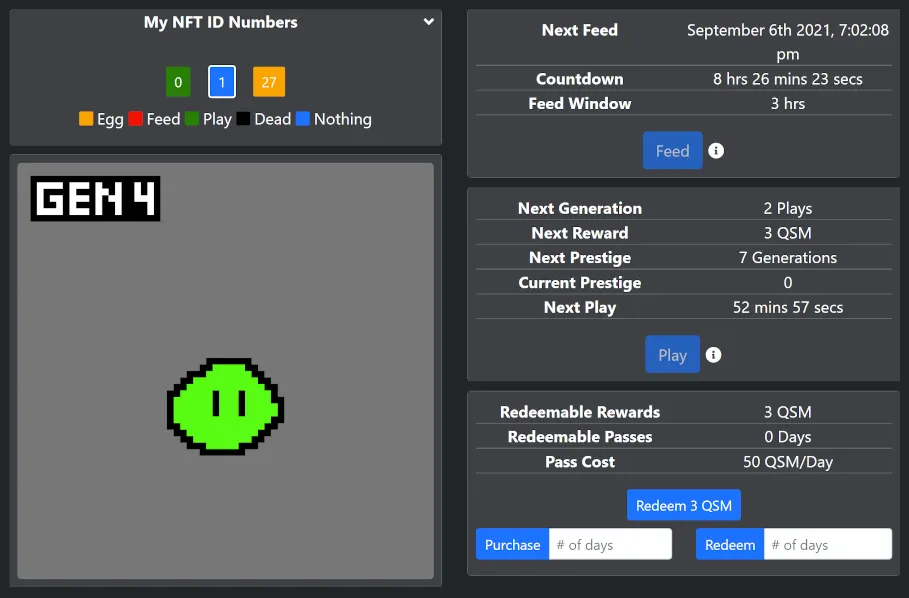 My NFT ID Numbers
0 1 27
Egg Feed Play Dead Nothing
GEN 4
Next Feed September 6th 2021, 7:02:08
pm
Countdown 8 hrs 26 mins 23 secs
Feed Window 3 hrs
Feed
Next Generation 2 Plays
Next Reward 3 QSM
Next Prestige 7 Generations
Current Prestige 0
Next Play 52 mins 57 secs
Play
Redeemable Rewards 3 QSM
Redeemable Passes 0 Days
Pass Cost 50 QSM/Day
Redeem 3 QSM
Purchase # of days Redeem # of days